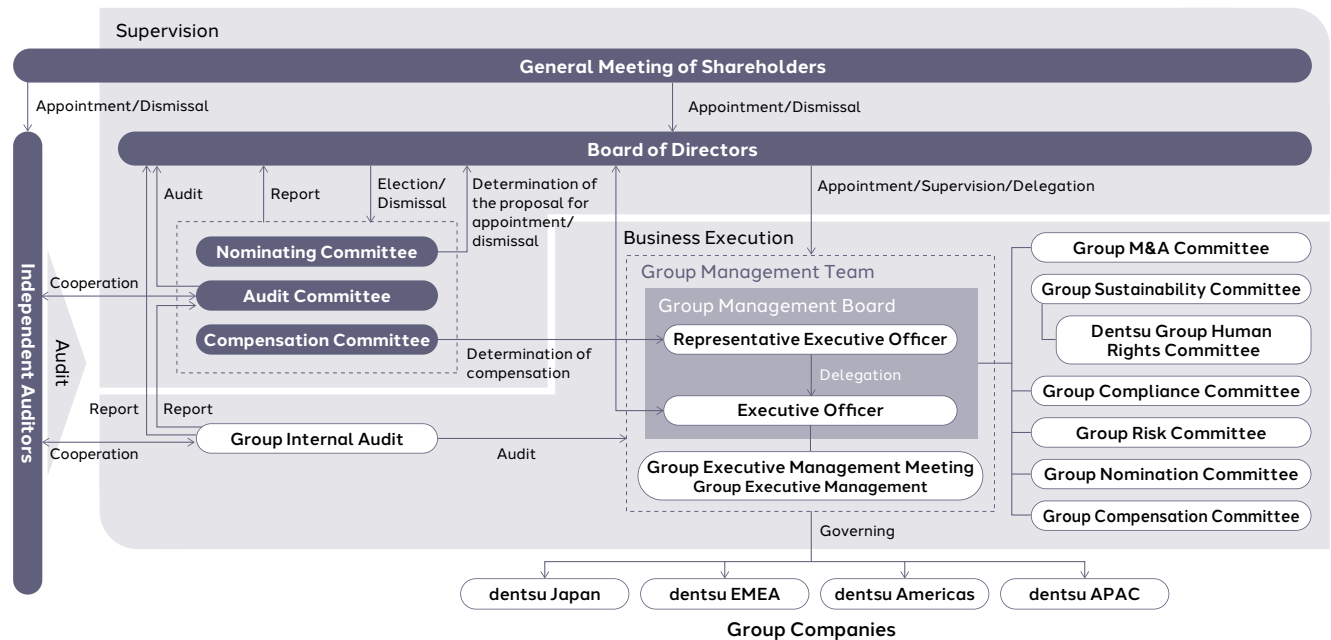 Supervision
General Meeting of Shareholders
Appointment/Dismissal
Appointment/Dismissal
Board of Directors
Audit
Report
Election/
Dismissal
Determination of
the proposal for
appointment/
dismissal
Appointment/Supervision/Delegation
Nominating Committee
Audit Committee
Compensation Committee
Cooperation
Independent Auditors
Audit
Determination of
compensation
Report
Report
Group Internal Audit
Cooperation
Audit
Business Execution
Group Management Team
Group Management Board
Representative Executive Officer
Delegation
Executive Officer
Group Executive Management Meeting
Group Executive Management
Group M&A Committee
Group Sustainability Committee
Dentsu Group Human
Rights Committee
Group Compliance Committee
Group Risk Committee
Group Nomination Committee
Group Compensation Committee
Governing
dentsu Japan
dentsu EMEA
dentsu Americas
dentsu APAC
Group Companies